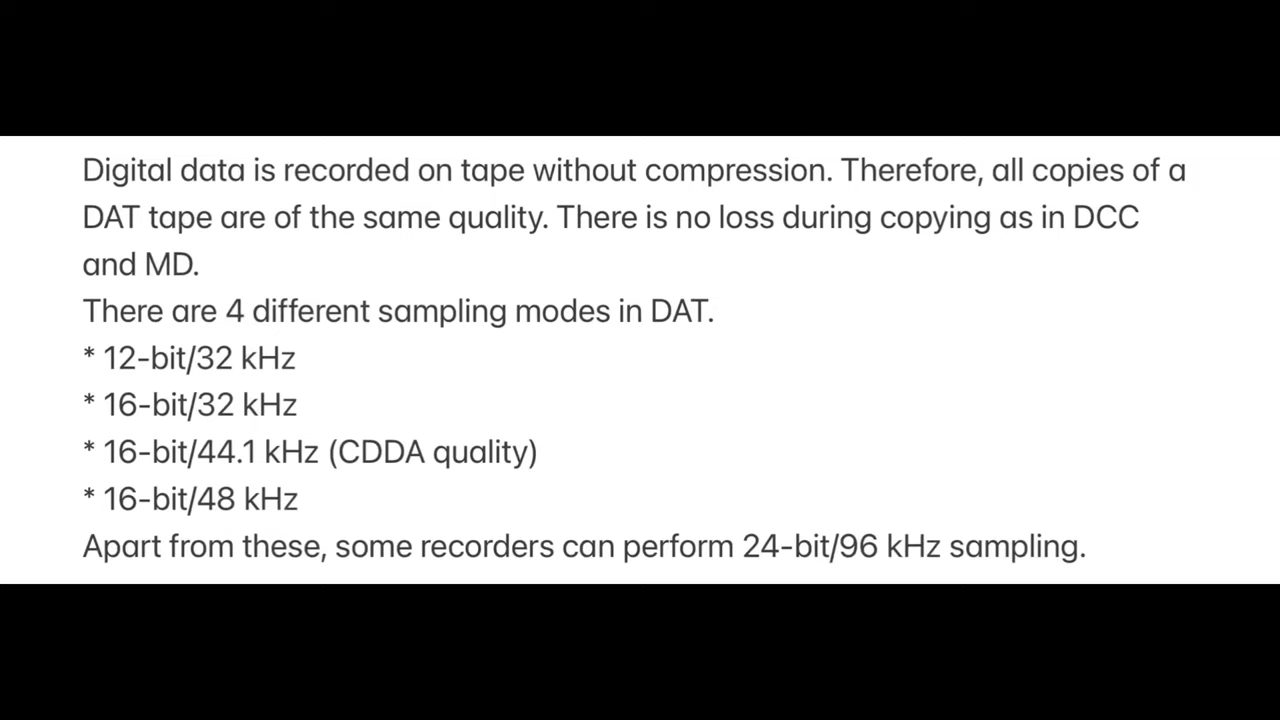 Digital data is recorded on tape without compression. Therefore, all copies of a
DAT tape are of the same quality. There is no loss during copying as in DCC
and MD.
There are 4 different sampling modes in DAT.
* 12-bit/32 kHz
* 16-bit/32 kHz
* 16-bit/44.1 kHz (CDDA quality)
* 16-bit/48 kHz
Apart from these, some recorders can perform 24-bit/96 kHz sampling.